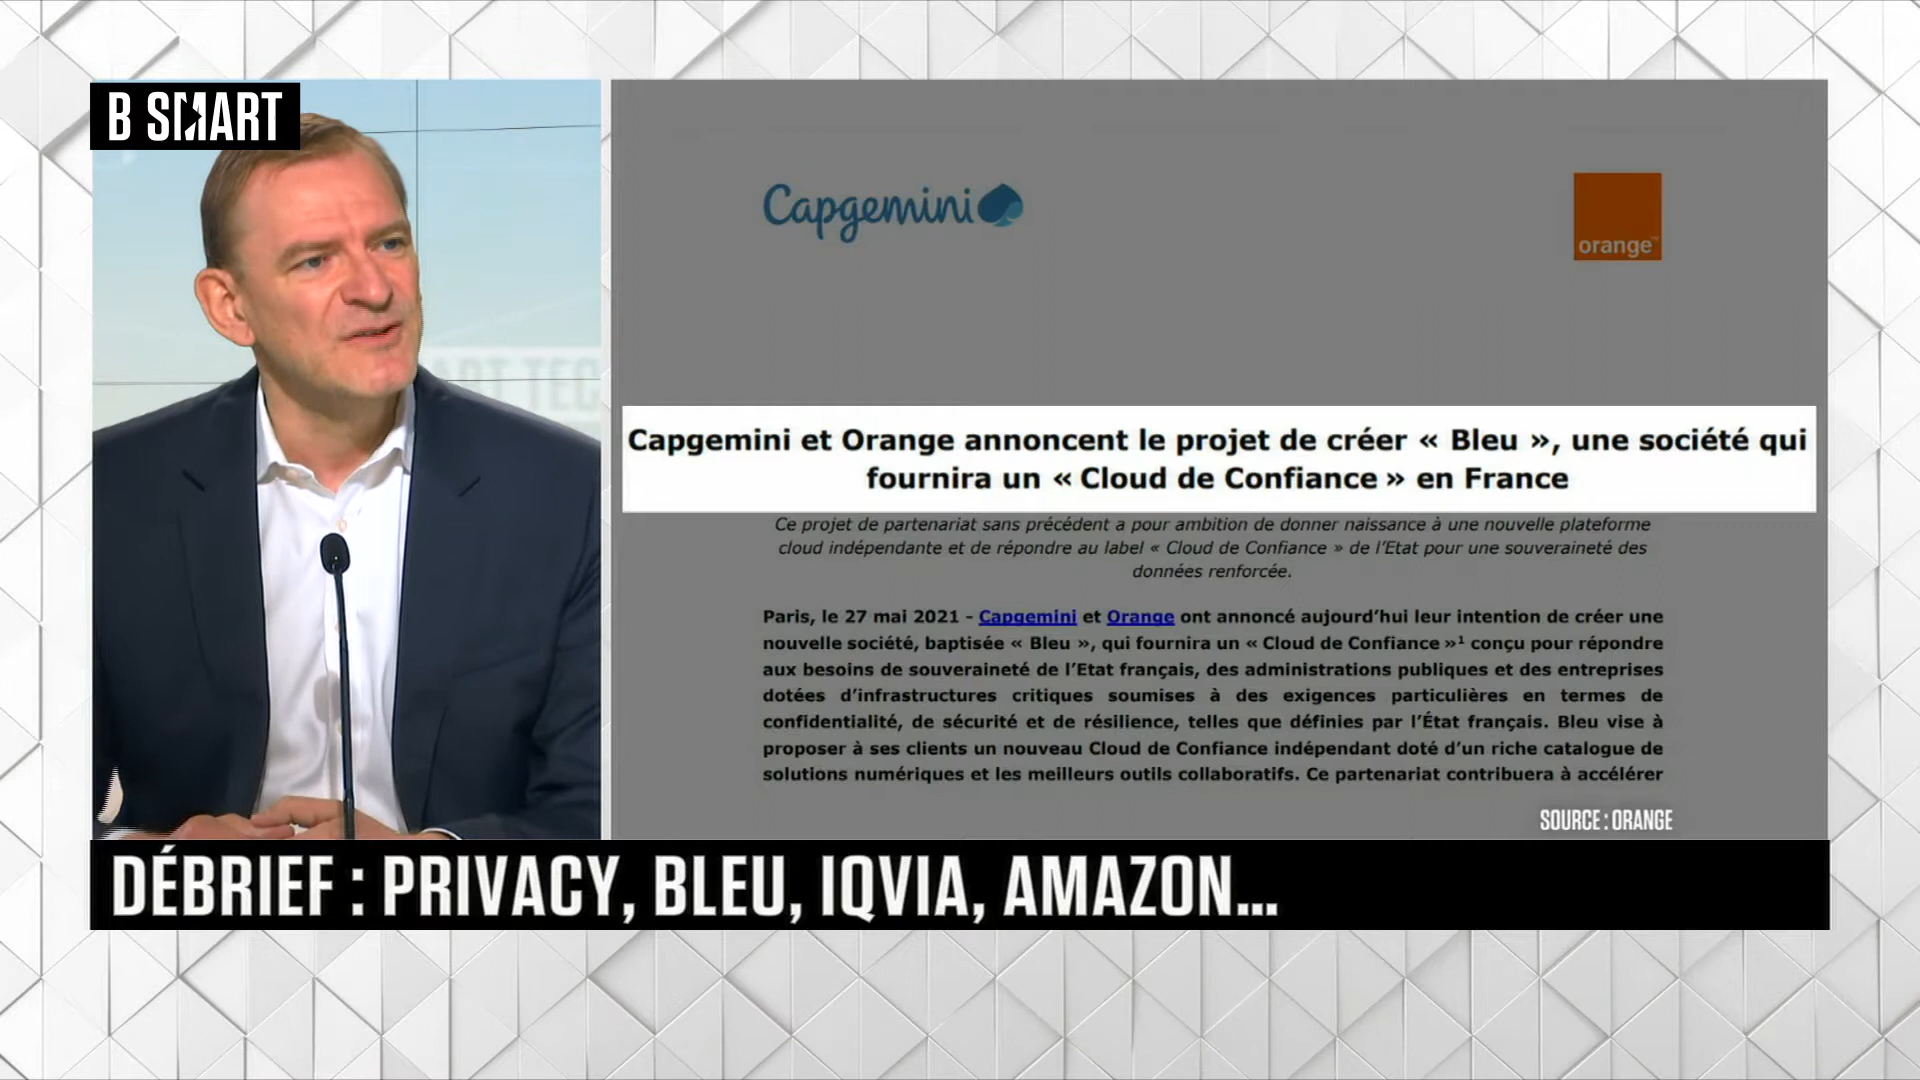 B SMART
ART TEC
Capgemini
orange™
Capgemini et Orange annoncent le projet de créer « Bleu », une société qui
fournira un « Cloud de Confiance » en France
Ce projet de partenariat sans précédent a pour ambition de donner naissance à une nouvelle plateforme
cloud indépendante et de répondre au label « Cloud de Confiance » de l’Etat pour une souveraineté des
données renforcée.
Paris, le 27 mai 2021 - Capgemini et Orange ont annoncé aujourd’hui leur intention de créer une
nouvelle société, baptisée « Bleu », qui fournira un « Cloud de Confiance »¹ conçu pour répondre
aux besoins de souveraineté de l’Etat français, des administrations publiques et des entreprises
dotées d’infrastructures critiques soumises à des exigences particulières en termes de
confidentialité, de sécurité et de résilience, telles que définies par l’État français. Bleu vise à
proposer à ses clients un nouveau Cloud de Confiance indépendant doté d’un riche catalogue de
solutions numériques et les meilleurs outils collaboratifs. Ce partenariat contribuera à accélérer
SOURCE : ORANGE
DÉBRIEF : PRIVACY, BLEU, IQVIA, AMAZON...